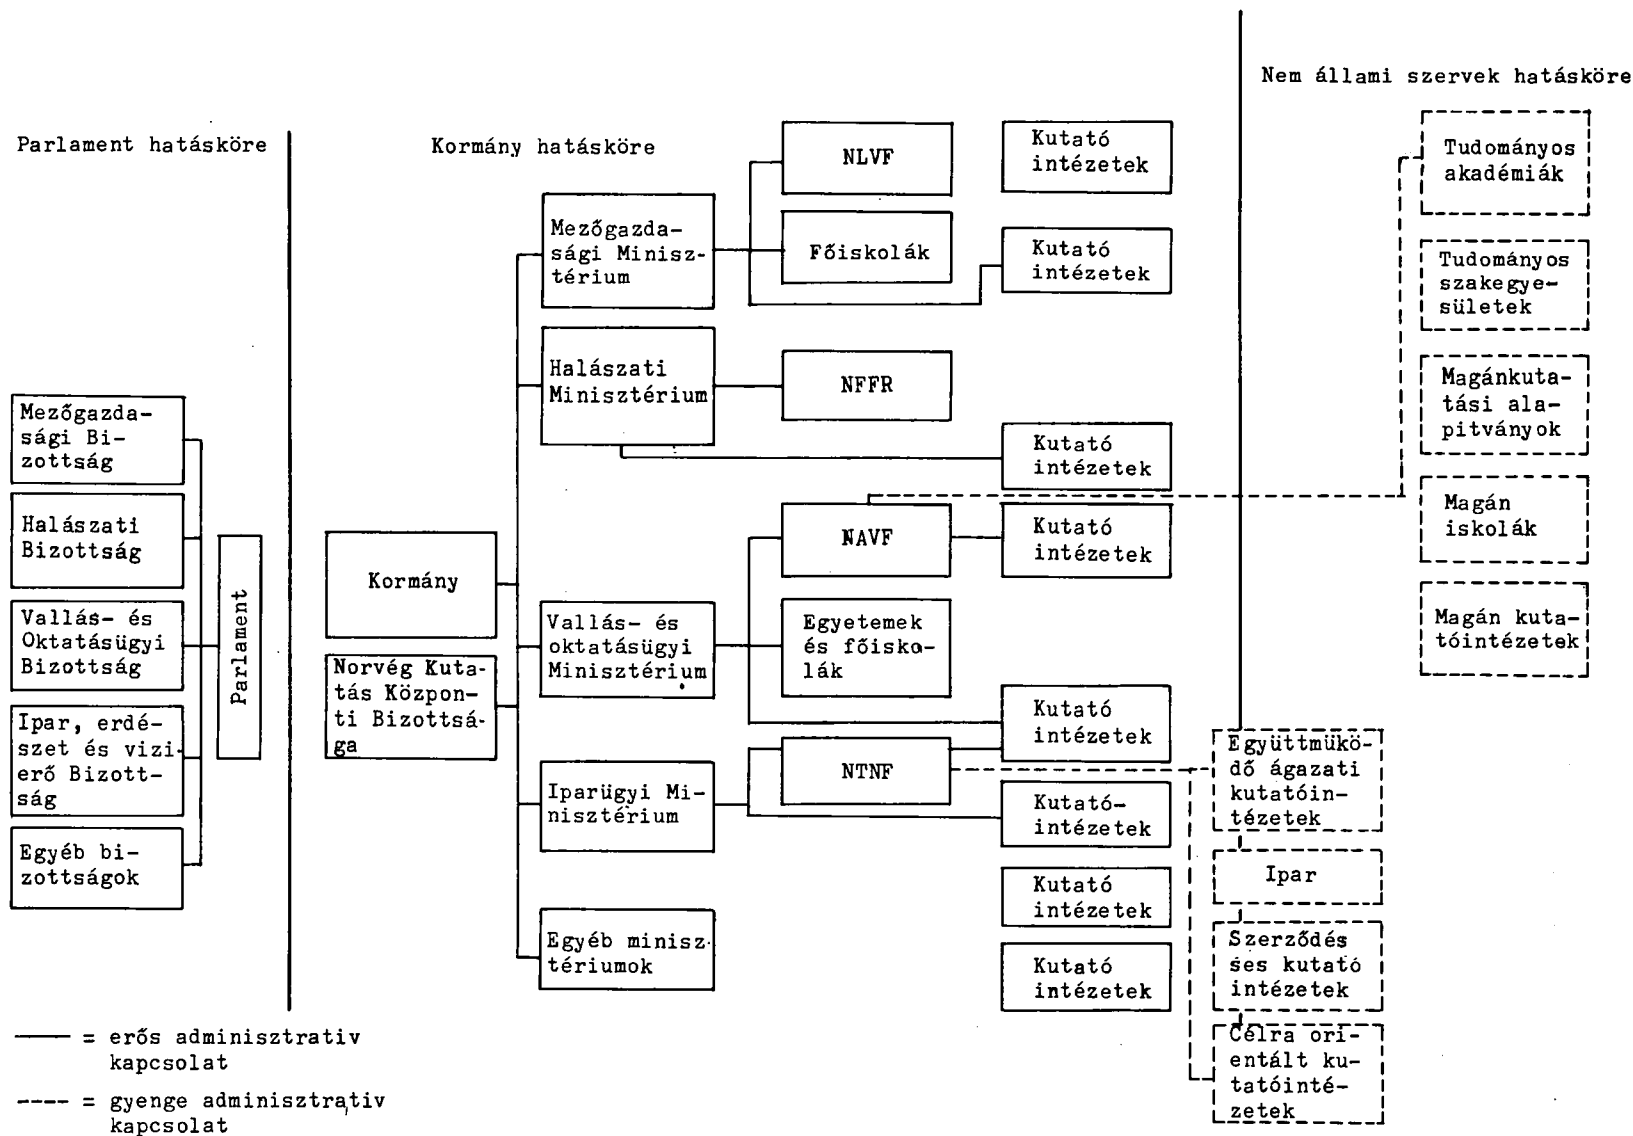 Nem állami szervek hatásköre
Parlament hatásköre
Kormány hatásköre
Mezőgazda-
sági Bi-
zottság
Halászati
Bizottság
Vallás- és
Oktatásügyi
Bizottság
Ipar, erdé-
szet és vizi-
erő Bizott-
ság
Egyéb bi-
zottságok
Parlament
Kormány
Norvég Kuta-
tás Közpon-
ti Bizottsá-
ga
Mezőgazda-
sági Minisz-
térium
Halászati
Minisztérium
Vallás- és
oktatásügyi
Minisztérium
Iparügyi Mi-
nisztérium
Egyéb minisz-
tériumok
NLVF
Főiskolák
NFFR
NAVF
Egyetemek
és főisko-
lák
NTNF
Kutató
intézetek
Kutató
intézetek
Kutató
intézetek
Kutató
intézetek
Kutató
intézetek
Kutató-
intézetek
Kutató
intézetek
Kutató
intézetek
Tudományos
akadémiák
Tudományos
szakegye-
sületek
Magánkuta-
tási ala-
pitványok
Magán
iskolák
Magán kuta-
tóintézetek
Együttmükö-
dő ágazati
kutatóin-
tézetek
Ipar
Szerződés
ses kutató
intézetek
Célra ori-
entált ku-
tatóinté-
zetek
= erős adminisztrativ
kapcsolat
---- = gyenge adminisztrativ
kapcsolat